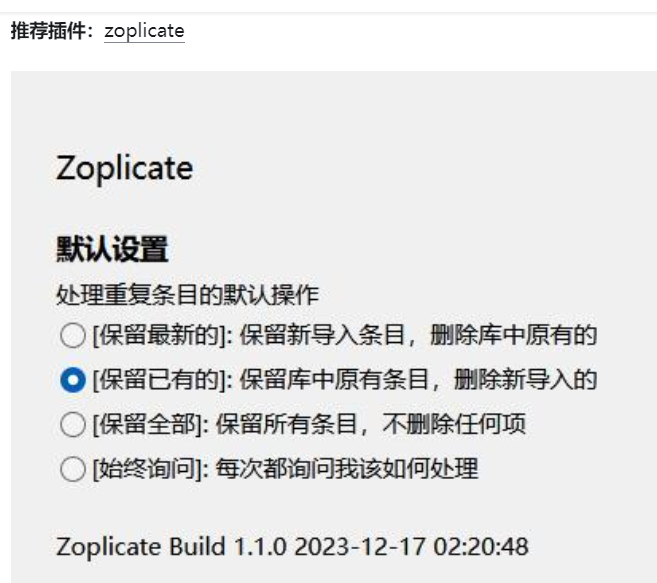 推荐插件：zoplicate
Zoplicate
默认设置
处理重复条目的默认操作
[保留最新的]: 保留新导入条目，删除库中原有的
[保留已有的]: 保留库中原有条目，删除新导入的
[保留全部]: 保留所有条目，不删除任何项
[始终询问]: 每次都询问我该如何处理
Zoplicate Build 1.1.0 2023-12-17 02:20:48